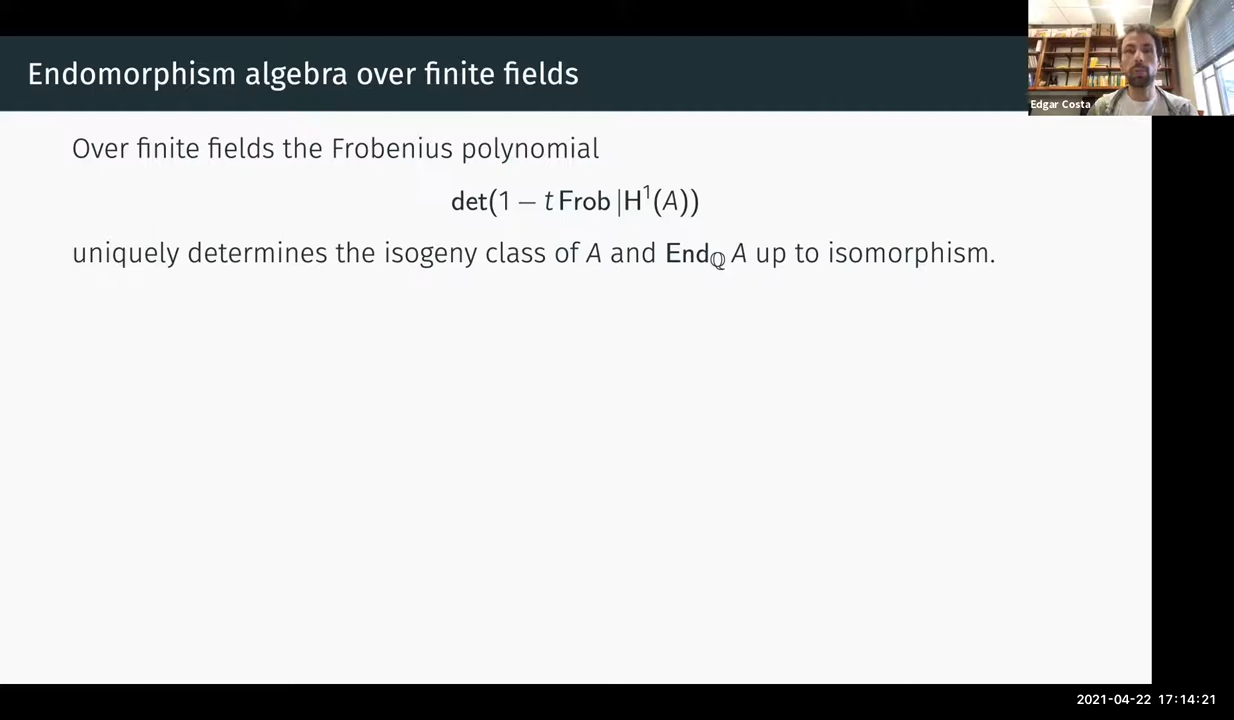 Endomorphism algebra over finite fields
Edgar Costa
Over finite fields the Frobenius polynomial
det(1 − t Frob |H¹(A))
uniquely determines the isogeny class of A and End_ℚ A up to isomorphism.
2021-04-22 17:14:21